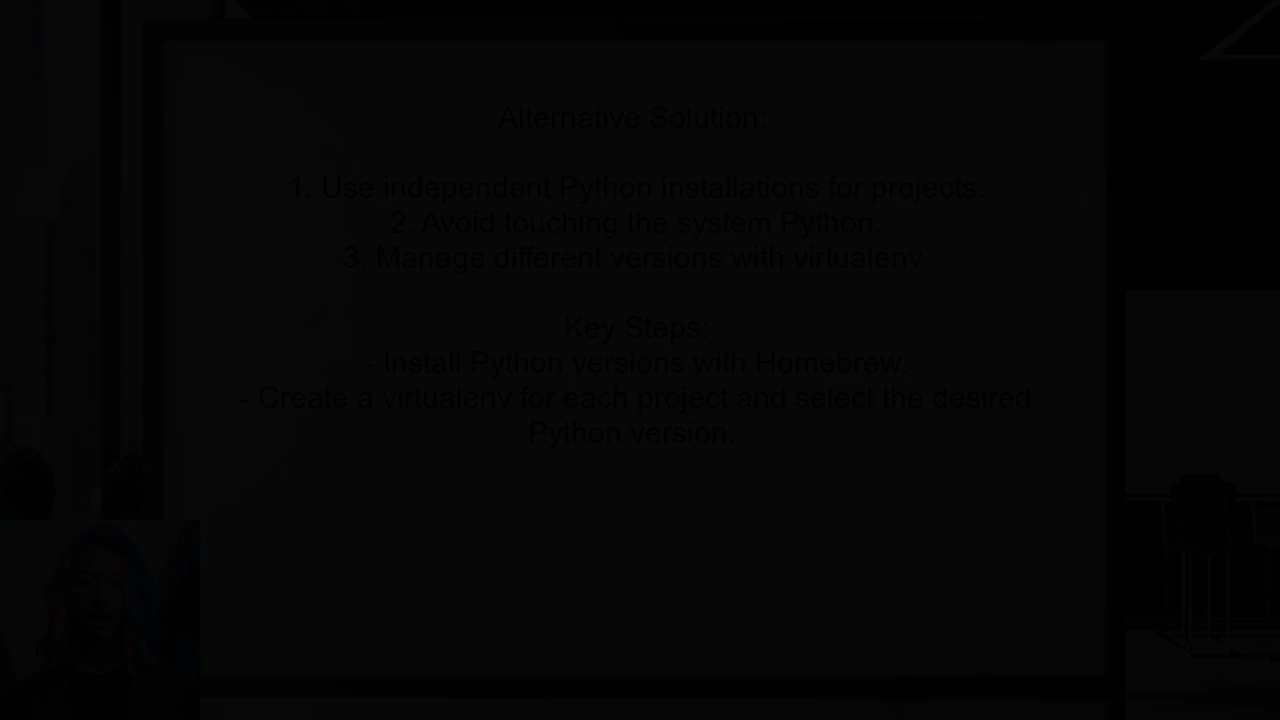 Alternative Solution:
1. Use independent Python installations for projects.
2. Avoid touching the system Python.
3. Manage different versions with virtualenv.
Key Steps:
- Install Python versions with Homebrew.
- Create a virtualenv for each project and select the desired
Python version.